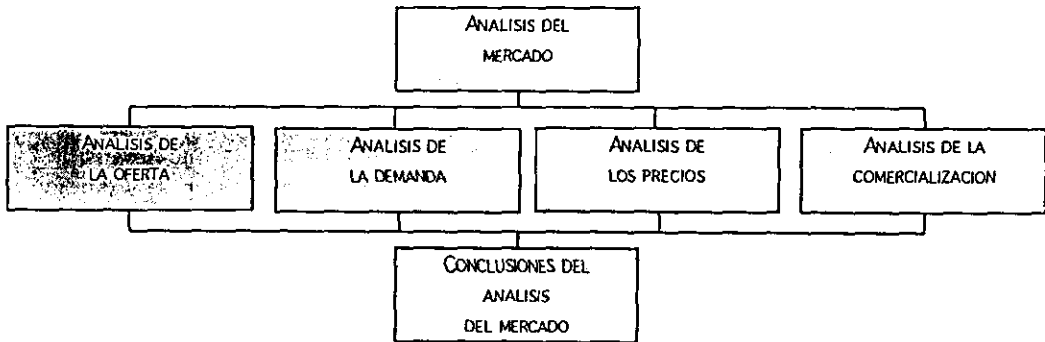 ANALISIS DEL
MERCADO
ANALISIS DE
LA OFERTA
ANALISIS DE
LA DEMANDA
ANALISIS DE
LOS PRECIOS
ANALISIS DE LA
COMERCIALIZACION
CONCLUSIONES DEL
ANALISIS
DEL MERCADO